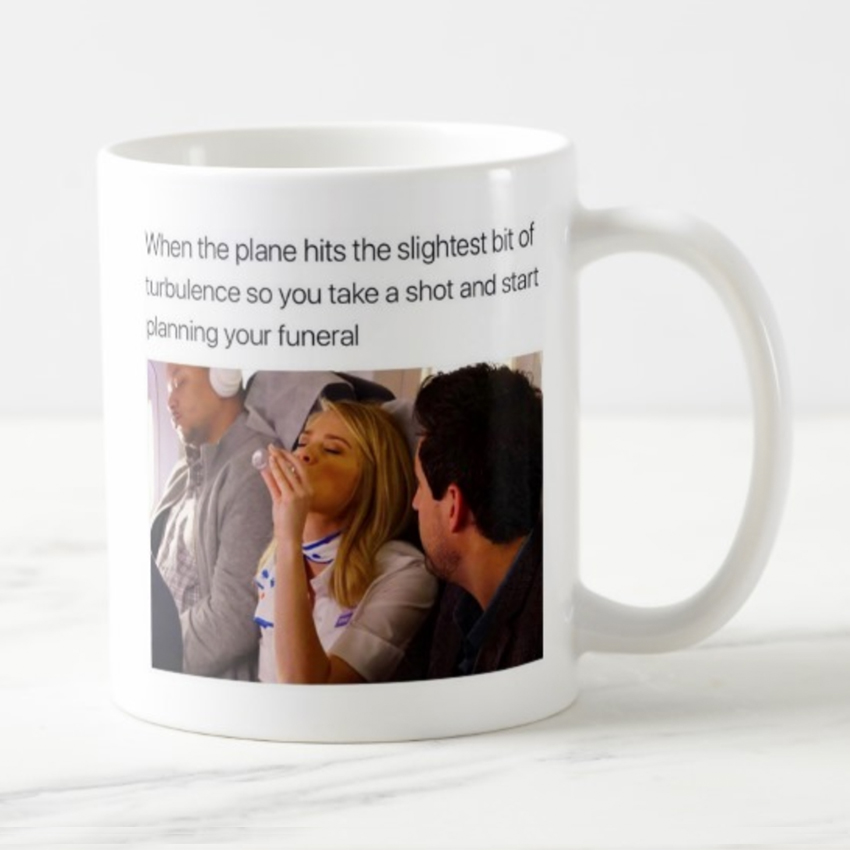 When the plane hits the slightest bit of
turbulence so you take a shot and start
planning your funeral